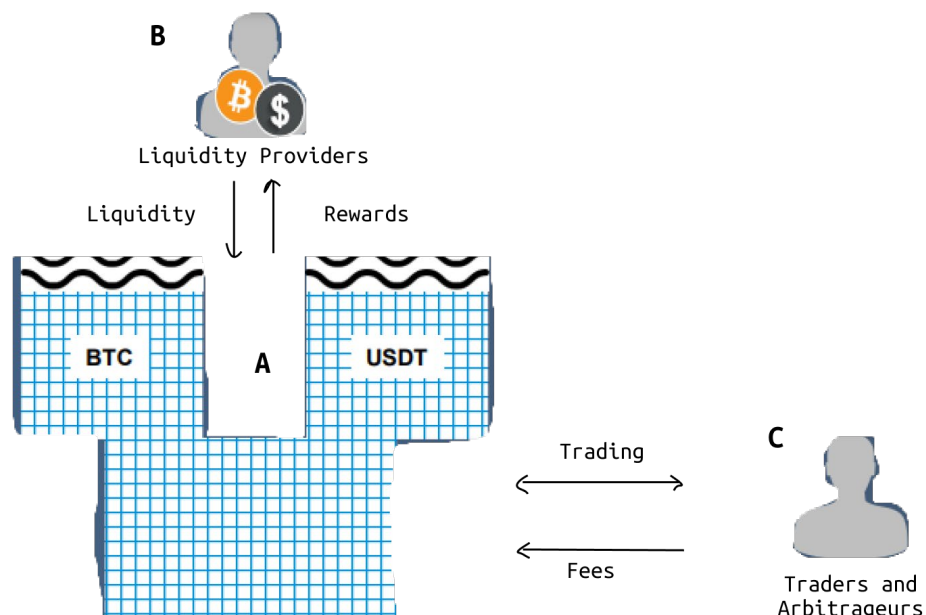 B
Liquidity Providers
Liquidity
Rewards
BTC
A
USDT
C
Trading
Fees
Traders and
Arbitrageurs